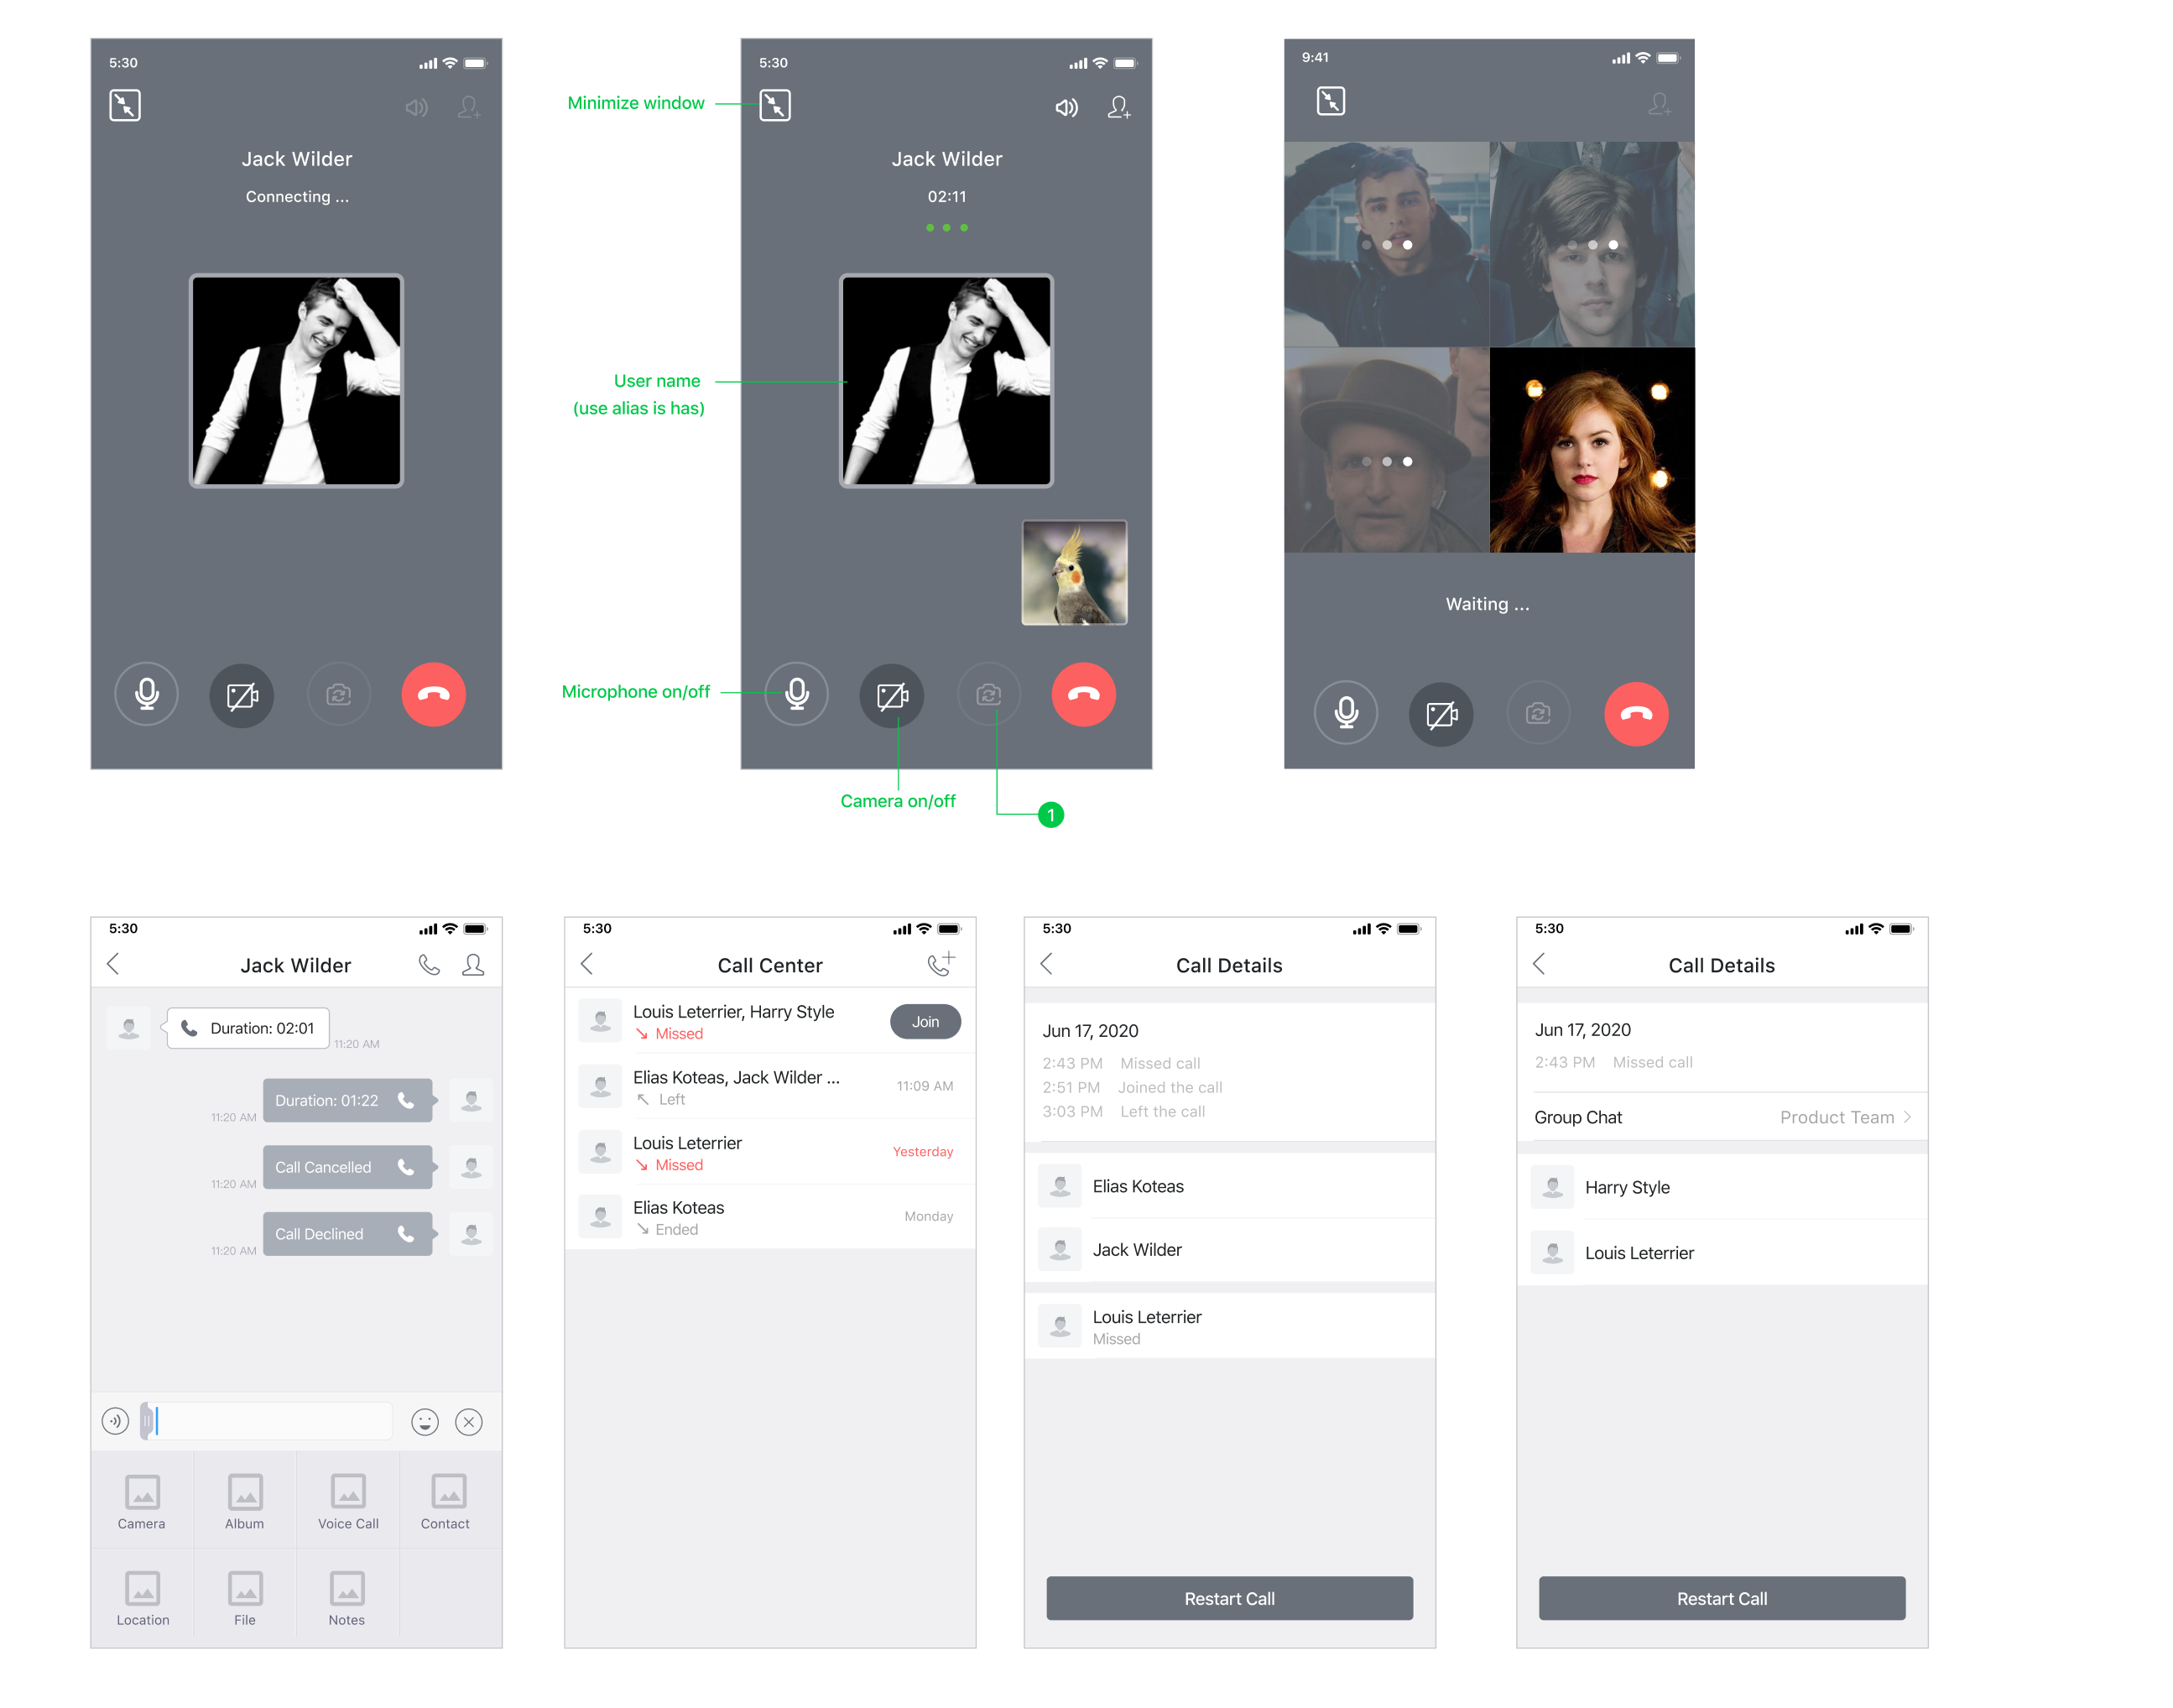 5:30
Jack Wilder
Connecting ...
5:30
Minimize window
Jack Wilder
02:11
User name
(use alias is has)
Microphone on/off
Camera on/off
1
9:41
Waiting ...
5:30
Jack Wilder
Duration: 02:01
11:20 AM
Duration: 01:22
11:20 AM
Call Cancelled
11:20 AM
Call Declined
11:20 AM
Camera
Album
Voice Call
Contact
Location
File
Notes
5:30
Call Center
Louis Leterrier, Harry Style
Missed
Join
Elias Koteas, Jack Wilder ...
Left
11:09 AM
Louis Leterrier
Missed
Yesterday
Elias Koteas
Ended
Monday
5:30
Call Details
Jun 17, 2020
2:43 PM Missed call
2:51 PM Joined the call
3:03 PM Left the call
Elias Koteas
Jack Wilder
Louis Leterrier
Missed
Restart Call
5:30
Call Details
Jun 17, 2020
2:43 PM Missed call
Group Chat Product Team
Harry Style
Louis Leterrier
Restart Call